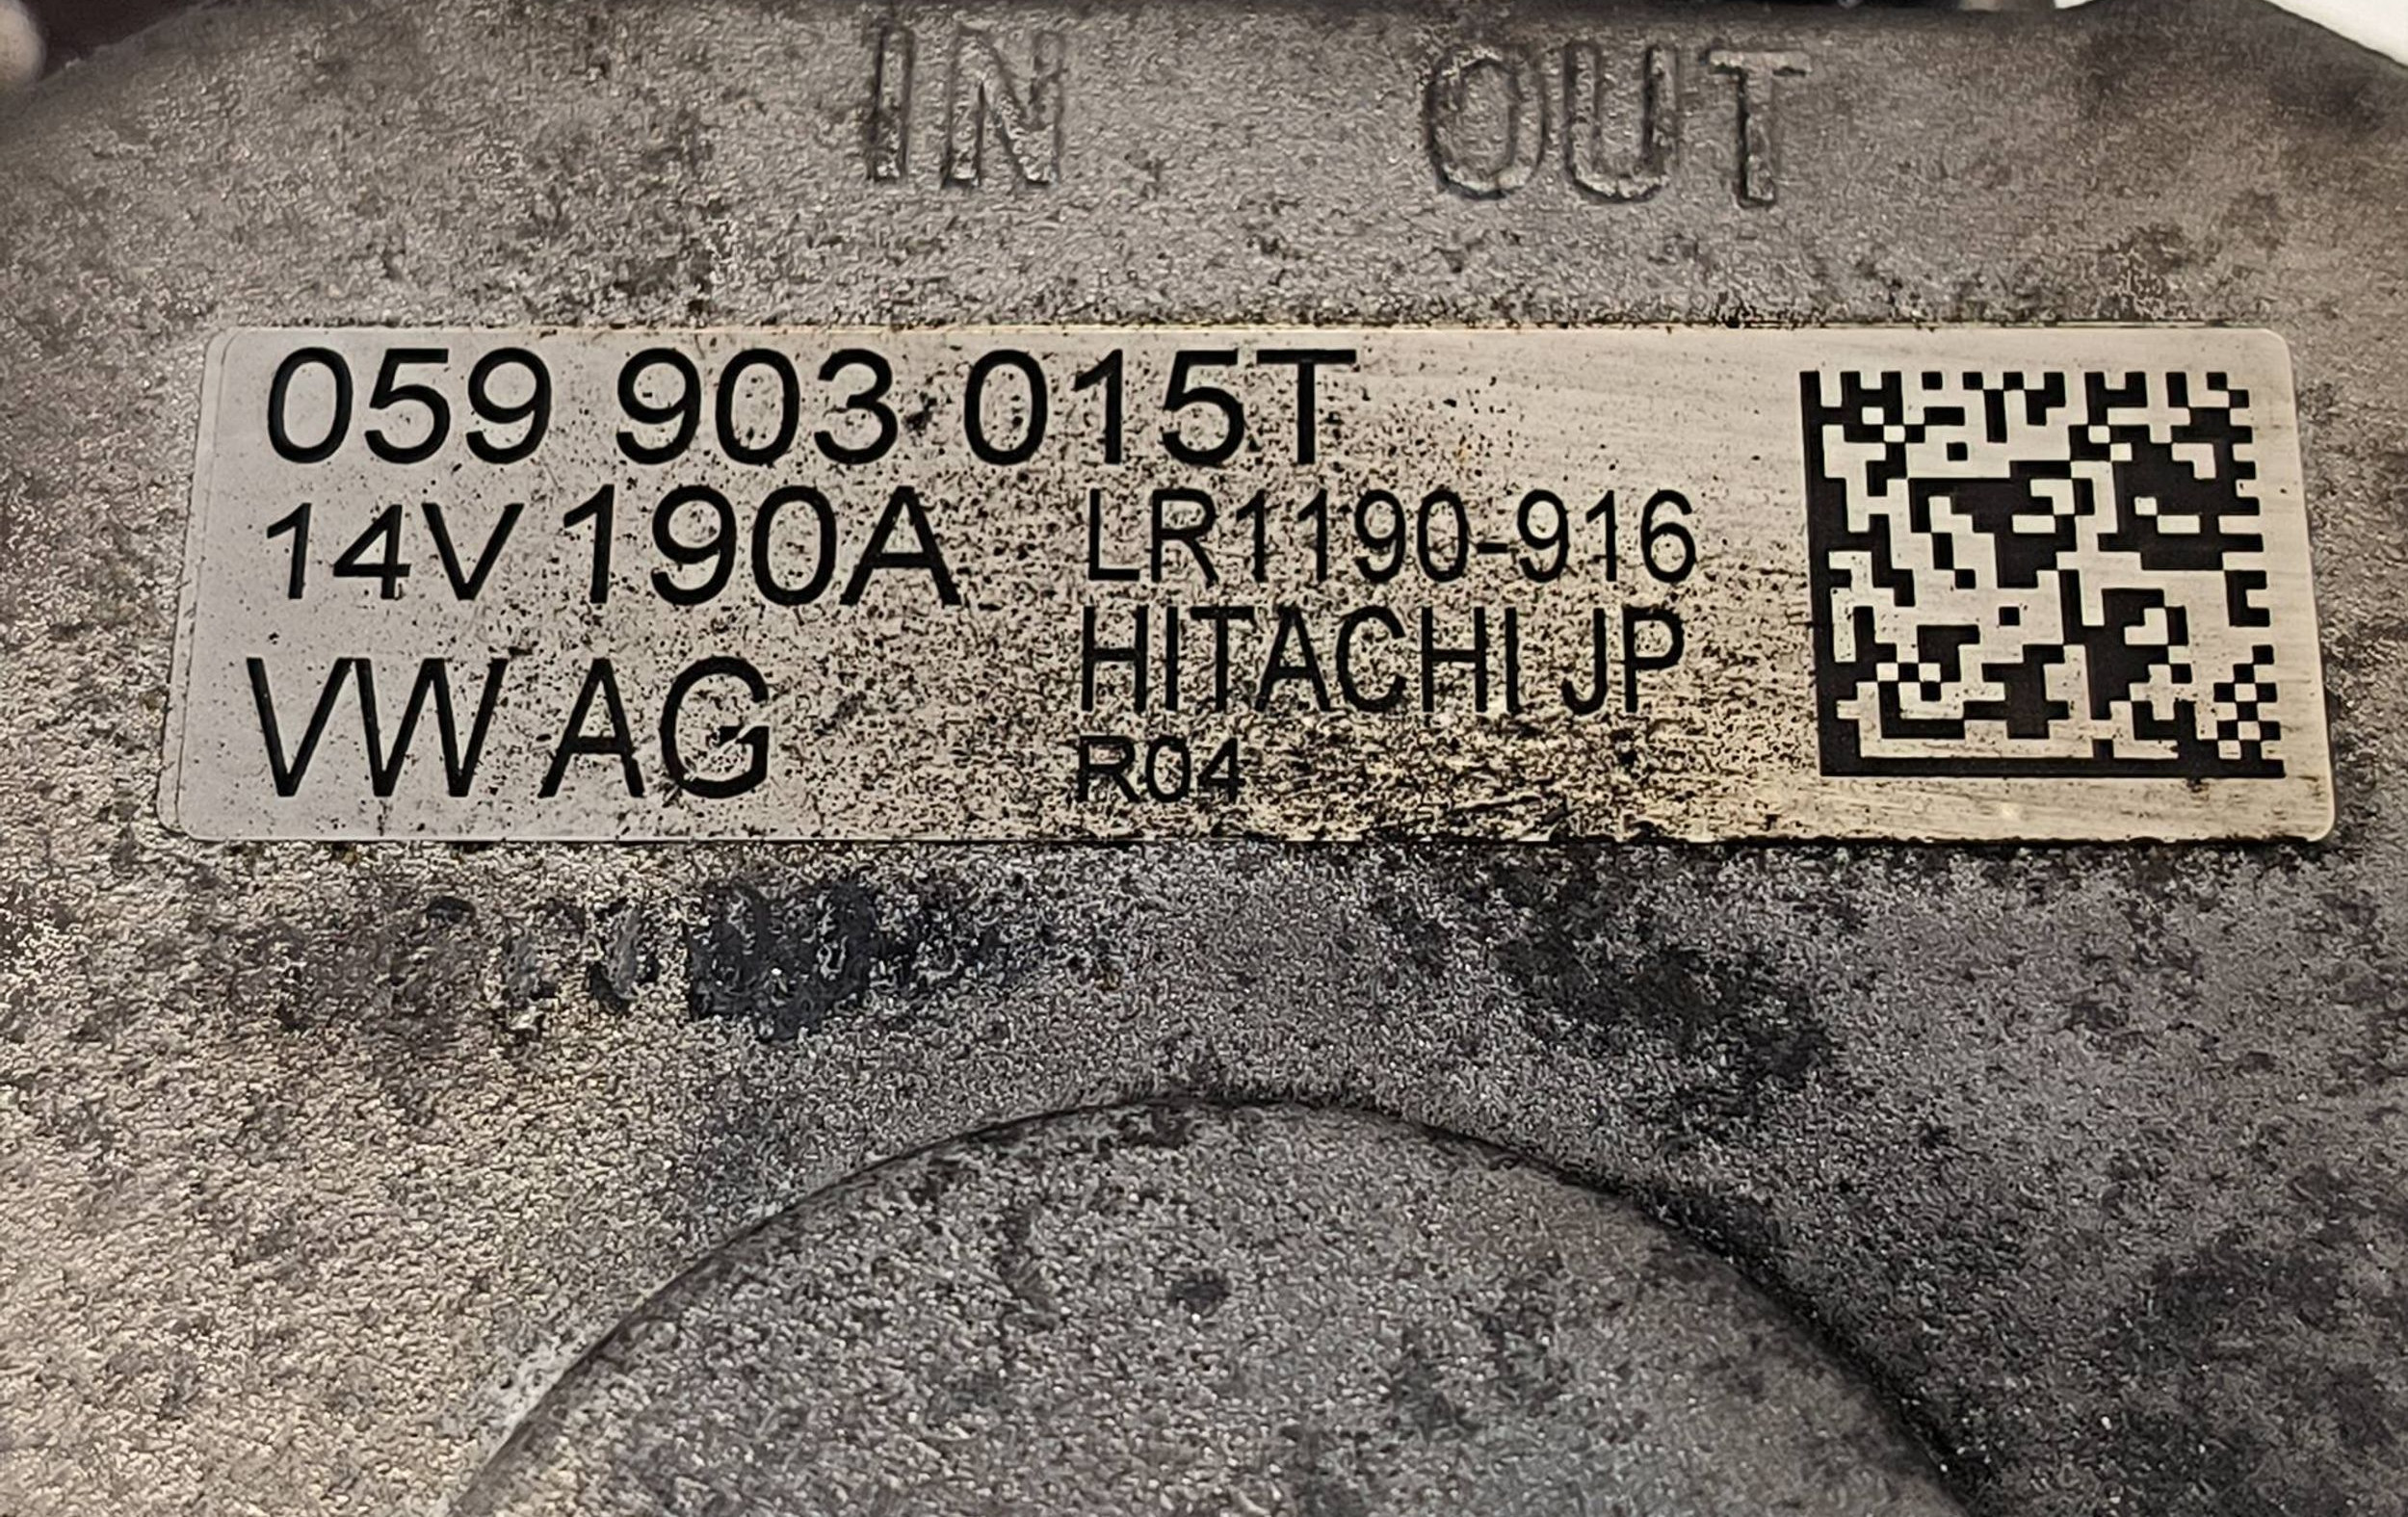 IN OUT
059 903 015T
14V 190A LR1190-916
HITACHI JP
VW AG
R04